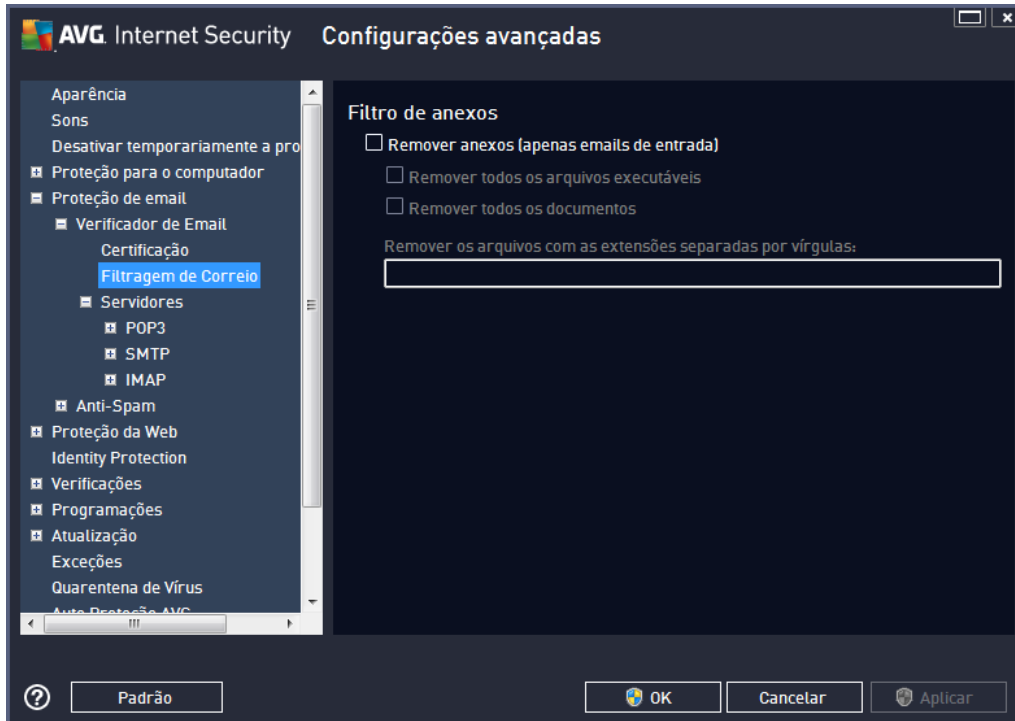 AVG. Internet Security Configurações avançadas
Aparência
Sons
Desativar temporariamente a pro
Proteção para o computador
Proteção de email
Verificador de Email
Certificação
Filtragem de Correio
Servidores
POP3
SMTP
IMAP
Anti-Spam
Proteção da Web
Identity Protection
Verificações
Programações
Atualização
Exceções
Quarentena de Vírus
Auto Proteção AVG
Filtro de anexos
Remover anexos (apenas emails de entrada)
Remover todos os arquivos executáveis
Remover todos os documentos
Remover os arquivos com as extensões separadas por vírgulas:
? Padrão OK Cancelar Aplicar